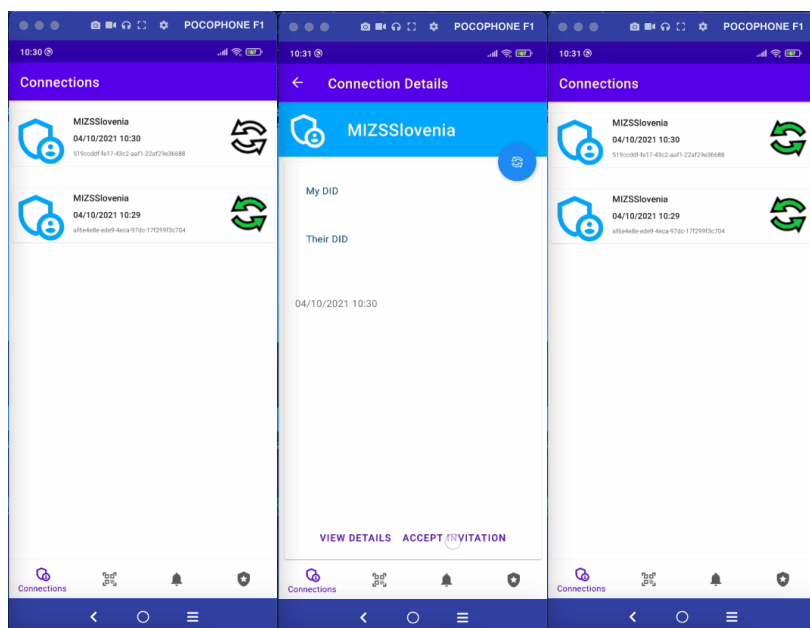 POCOPHONE F1
10:30
Connections
MIZSSlovenia
04/10/2021 10:30
519ccddf-fe17-43c2-aaf1-22af29e36688
MIZSSlovenia
04/10/2021 10:29
af6e4e8e-ede9-4eca-97dc-17f299f3c704
Connections
POCOPHONE F1
10:31
Connection Details
MIZSSlovenia
My DID
Their DID
04/10/2021 10:30
VIEW DETAILS ACCEPT INVITATION
Connections
POCOPHONE F1
10:31
Connections
MIZSSlovenia
04/10/2021 10:30
519ccddf-fe17-43c2-aaf1-22af29e36688
MIZSSlovenia
04/10/2021 10:29
af6e4e8e-ede9-4eca-97dc-17f299f3c704
Connections